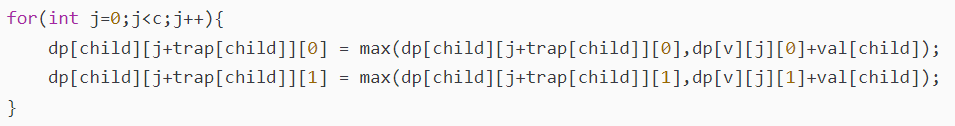 for(int j=0;j<c;j++){
    dp[child][j+trap[child]][0] = max(dp[child][j+trap[child]][0],dp[v][j][0]+val[child]);
    dp[child][j+trap[child]][1] = max(dp[child][j+trap[child]][1],dp[v][j][1]+val[child]);
}